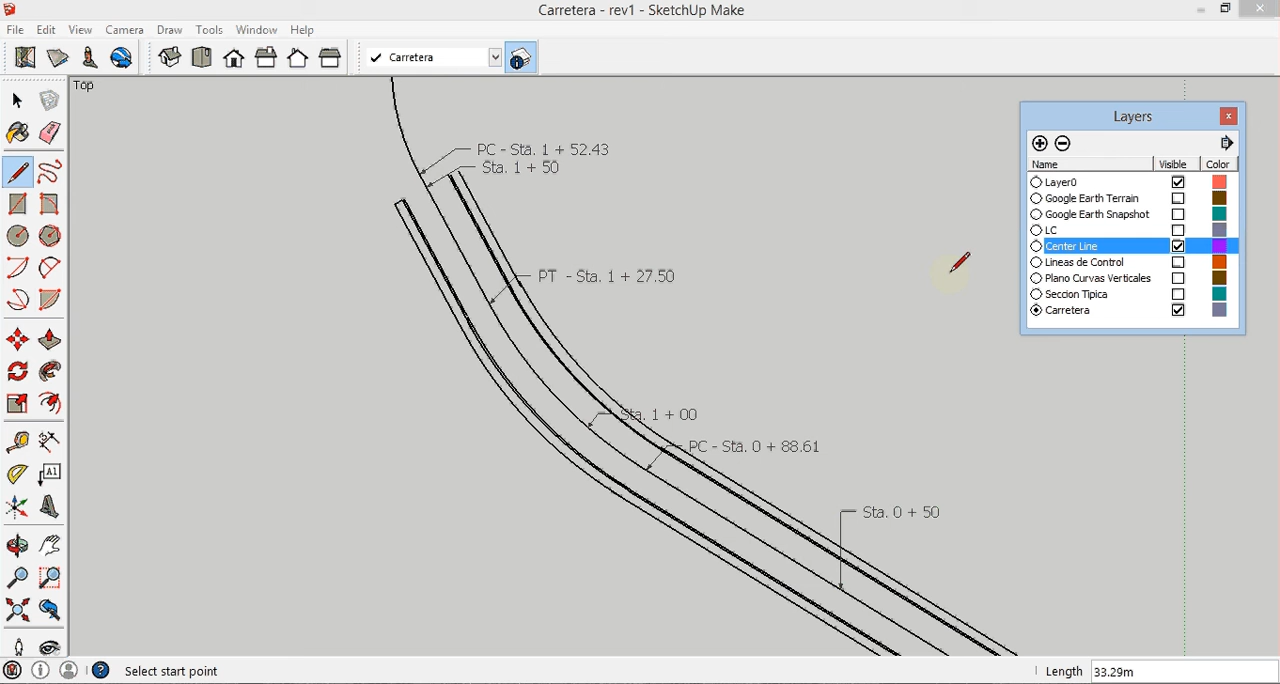 Carretera - rev1 - SketchUp Make
File Edit View Camera Draw Tools Window Help
Carretera
Top
Layers
Name Visible Color
Layer0
Google Earth Terrain
Google Earth Snapshot
LC
Center Line
Lineas de Control
Plano Curvas Verticales
Seccion Tipica
Carretera
PC - Sta. 1 + 52.43
Sta. 1 + 50
PT - Sta. 1 + 27.50
Sta. 1 + 00
PC - Sta. 0 + 88.61
Sta. 0 + 50
A1
Select start point
Length 33.29m